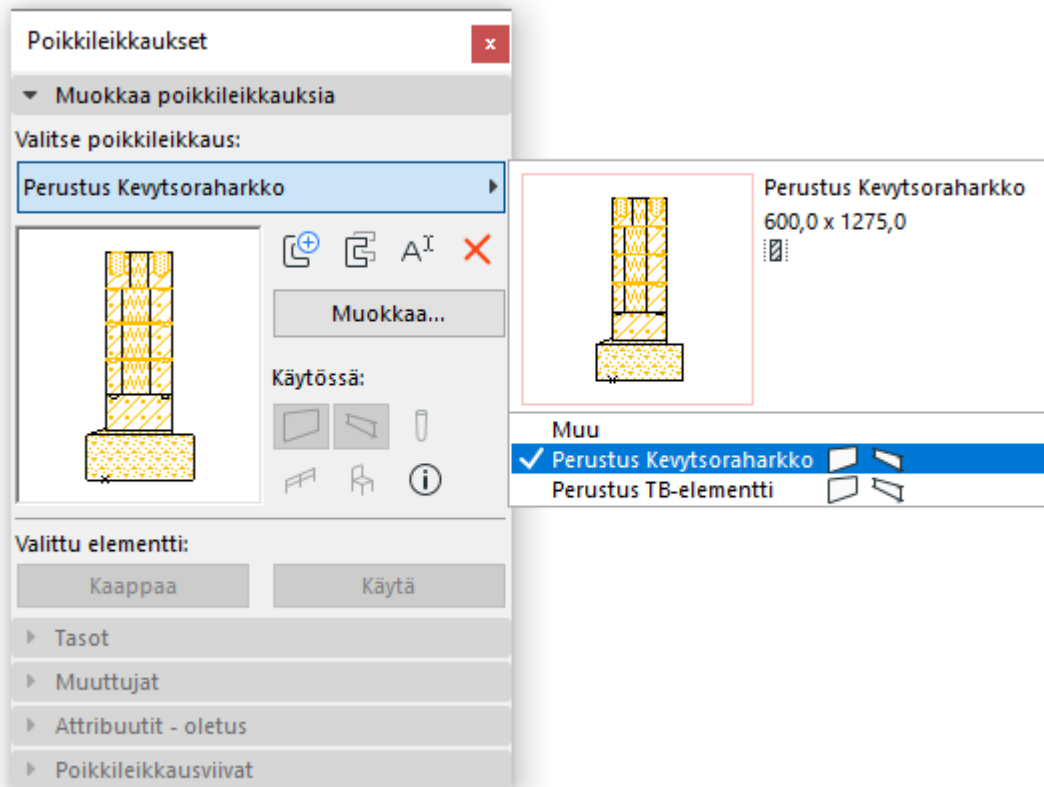 Poikkileikkaukset
x
Muokkaa poikkileikkauksia
Valitse poikkileikkaus:
Perustus Kevytsoraharkko
Muokkaa...
Käytössä:
Valittu elementti:
Kaappaa
Käytä
Tasot
Muuttujat
Attribuutit - oletus
Poikkileikkausviivat
Perustus Kevytsoraharkko
600,0 x 1275,0
Muu
Perustus Kevytsoraharkko
Perustus TB-elementti